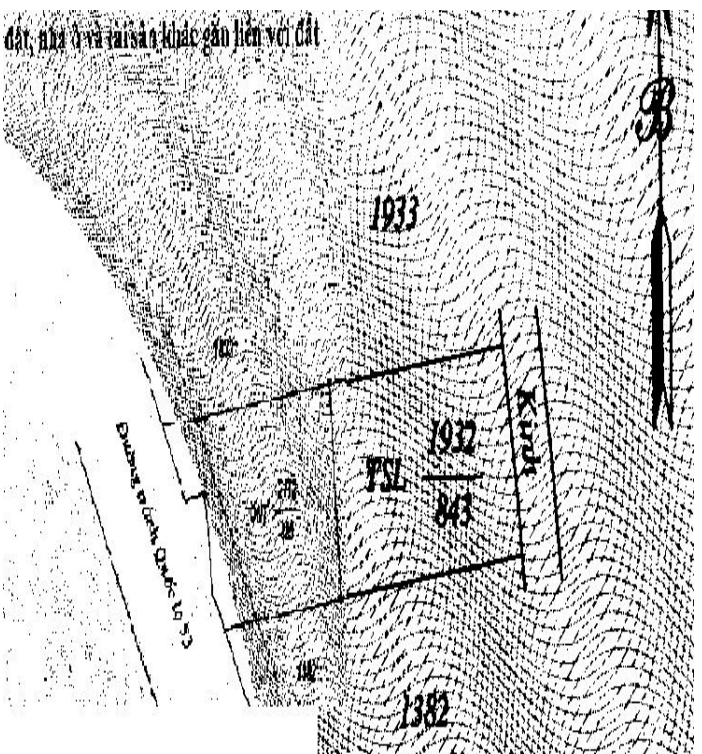 đất, nhà ở và tài sản khác gắn liền với đất
B
1933
Kinh
1932
TSL
843
Đường tránh Quốc lộ 53
1382